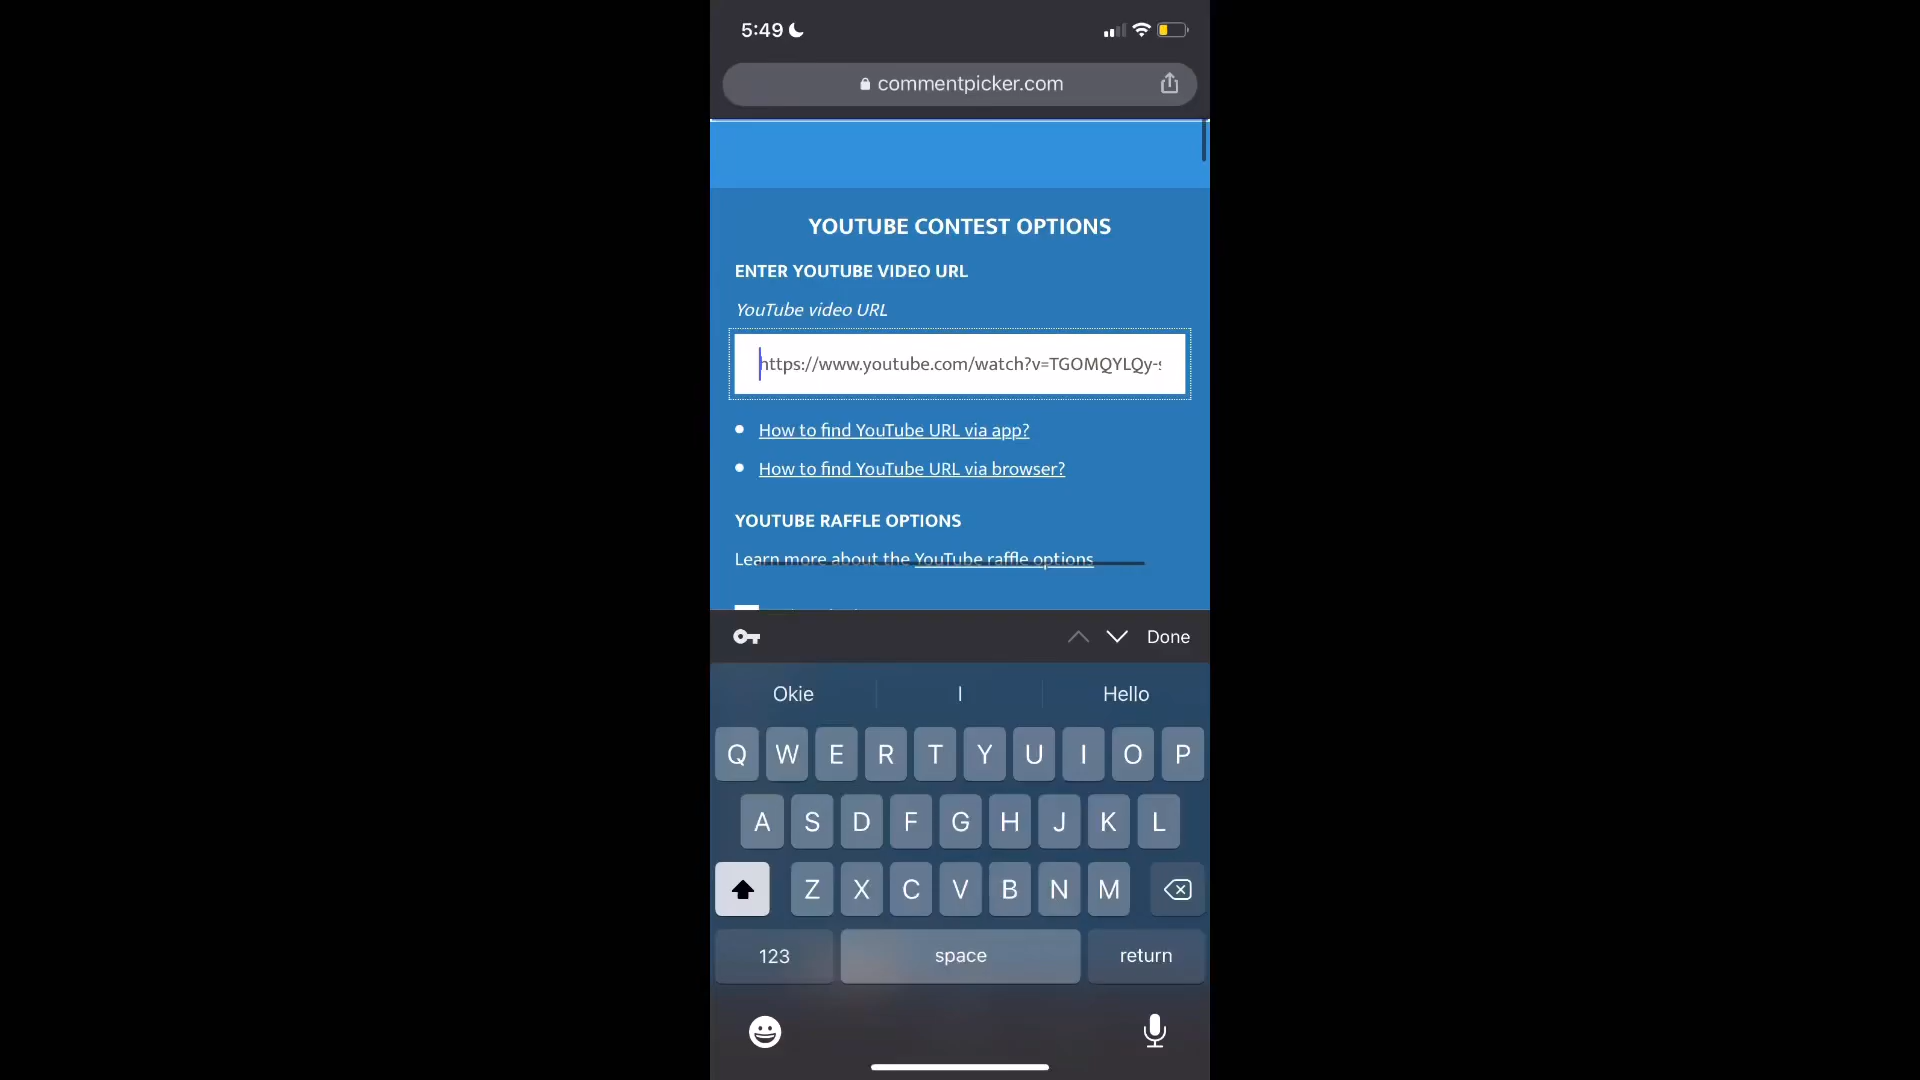 5:49
commentpicker.com
YOUTUBE CONTEST OPTIONS
ENTER YOUTUBE VIDEO URL
YouTube video URL
https://www.youtube.com/watch?v=TGOMQYLQy-
How to find YouTube URL via app?
How to find YouTube URL via browser?
YOUTUBE RAFFLE OPTIONS
Learn more about the YouTube raffle options
Done
Okie I Hello
Q W E R T Y U I O P
A S D F G H J K L
Z X C V B N M
123 space return